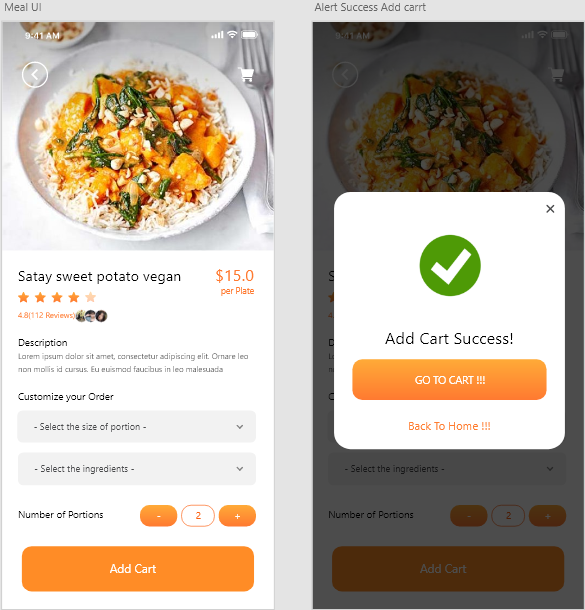 Meal UI
9:41 AM
Satay sweet potato vegan
$15.0
per Plate
4.8(112 Reviews)
Description
Lorem ipsum dolor sit amet, consectetur adipiscing elit. Ornare leo
non mollis id cursus. Eu euismod faucibus in leo malesuada
Customize your Order
- Select the size of portion -
- Select the ingredients -
Number of Portions
-
2
+
Add Cart
Alert Success Add carrt
9:41 AM
Add Cart Success!
GO TO CART !!!
Back To Home !!!
- Select the ingredients -
Number of Portions
-
2
+
Add Cart